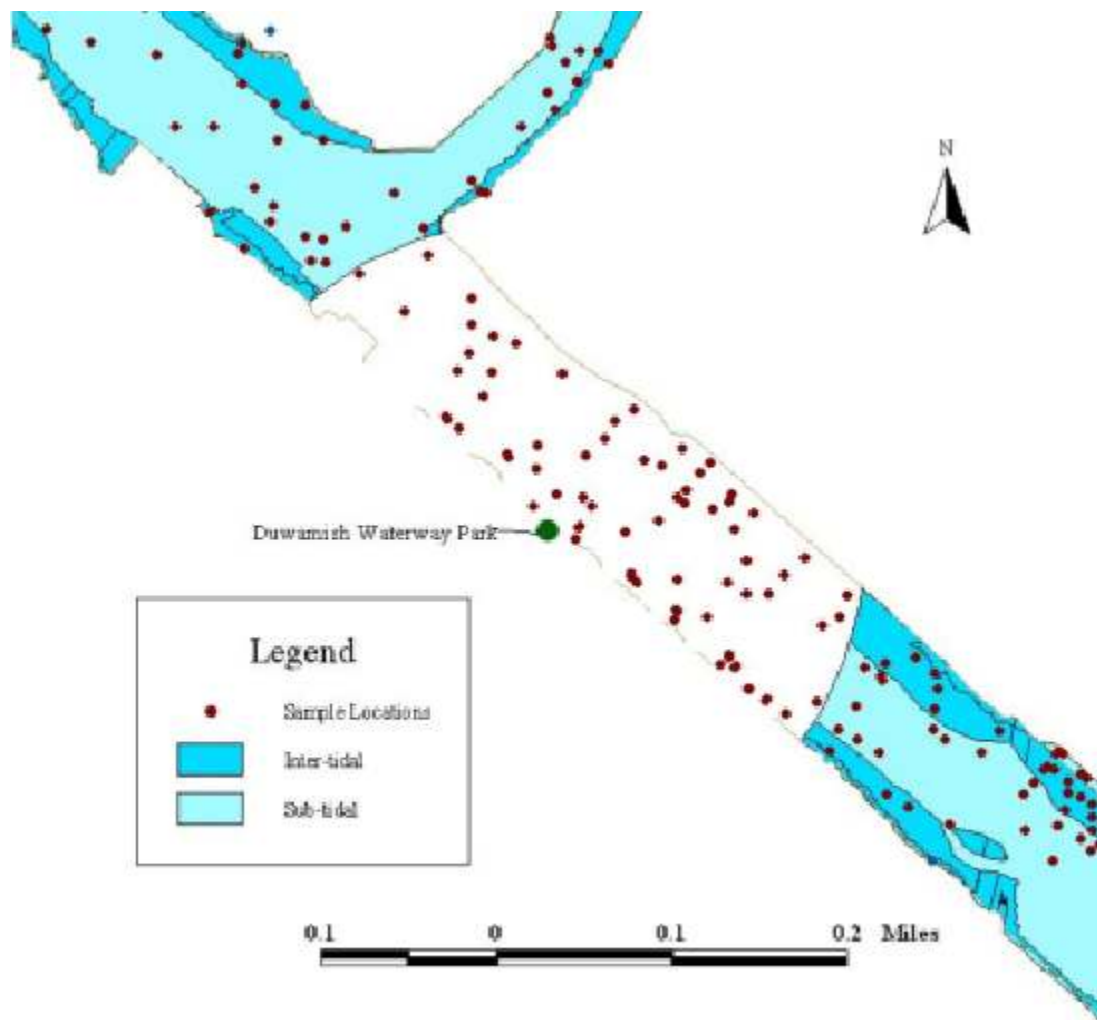 N
Duwamish Waterway Park
Legend
Sample Locations
Inter-tidal
Sub-tidal
0.1 0 0.1 0.2 Miles